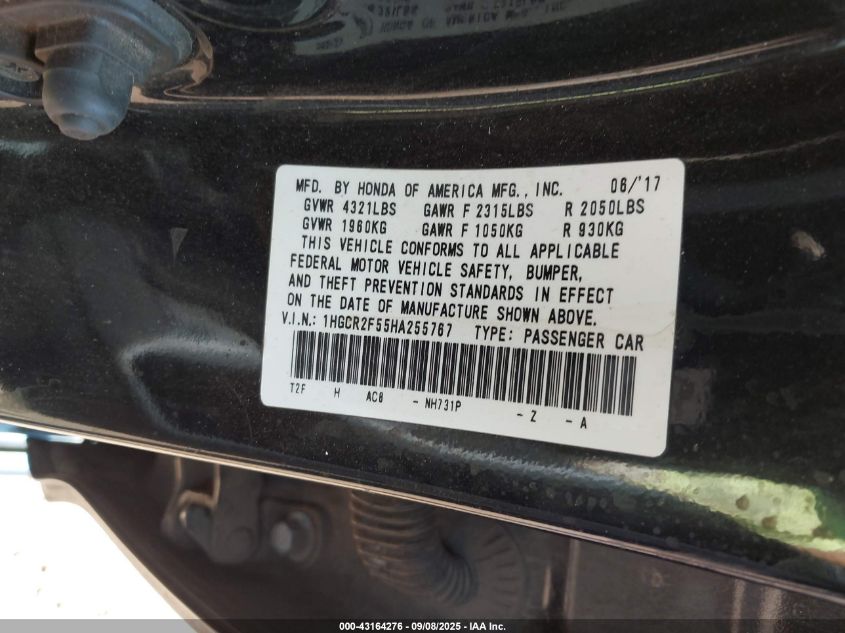 MFD. BY HONDA OF AMERICA MFG., INC. 06/'17
GVWR 4321LBS GAWR F 2315LBS R 2050LBS
GVWR 1960KG GAWR F 1050KG R 930KG
THIS VEHICLE CONFORMS TO ALL APPLICABLE
FEDERAL MOTOR VEHICLE SAFETY, BUMPER,
AND THEFT PREVENTION STANDARDS IN EFFECT
ON THE DATE OF MANUFACTURE SHOWN ABOVE.
V.I.N.: 1HGCR2F55HA255767 TYPE: PASSENGER CAR
T2F H AC8 - NH731P - Z - A
000-43164276 - 09/08/2025 - IAA Inc.